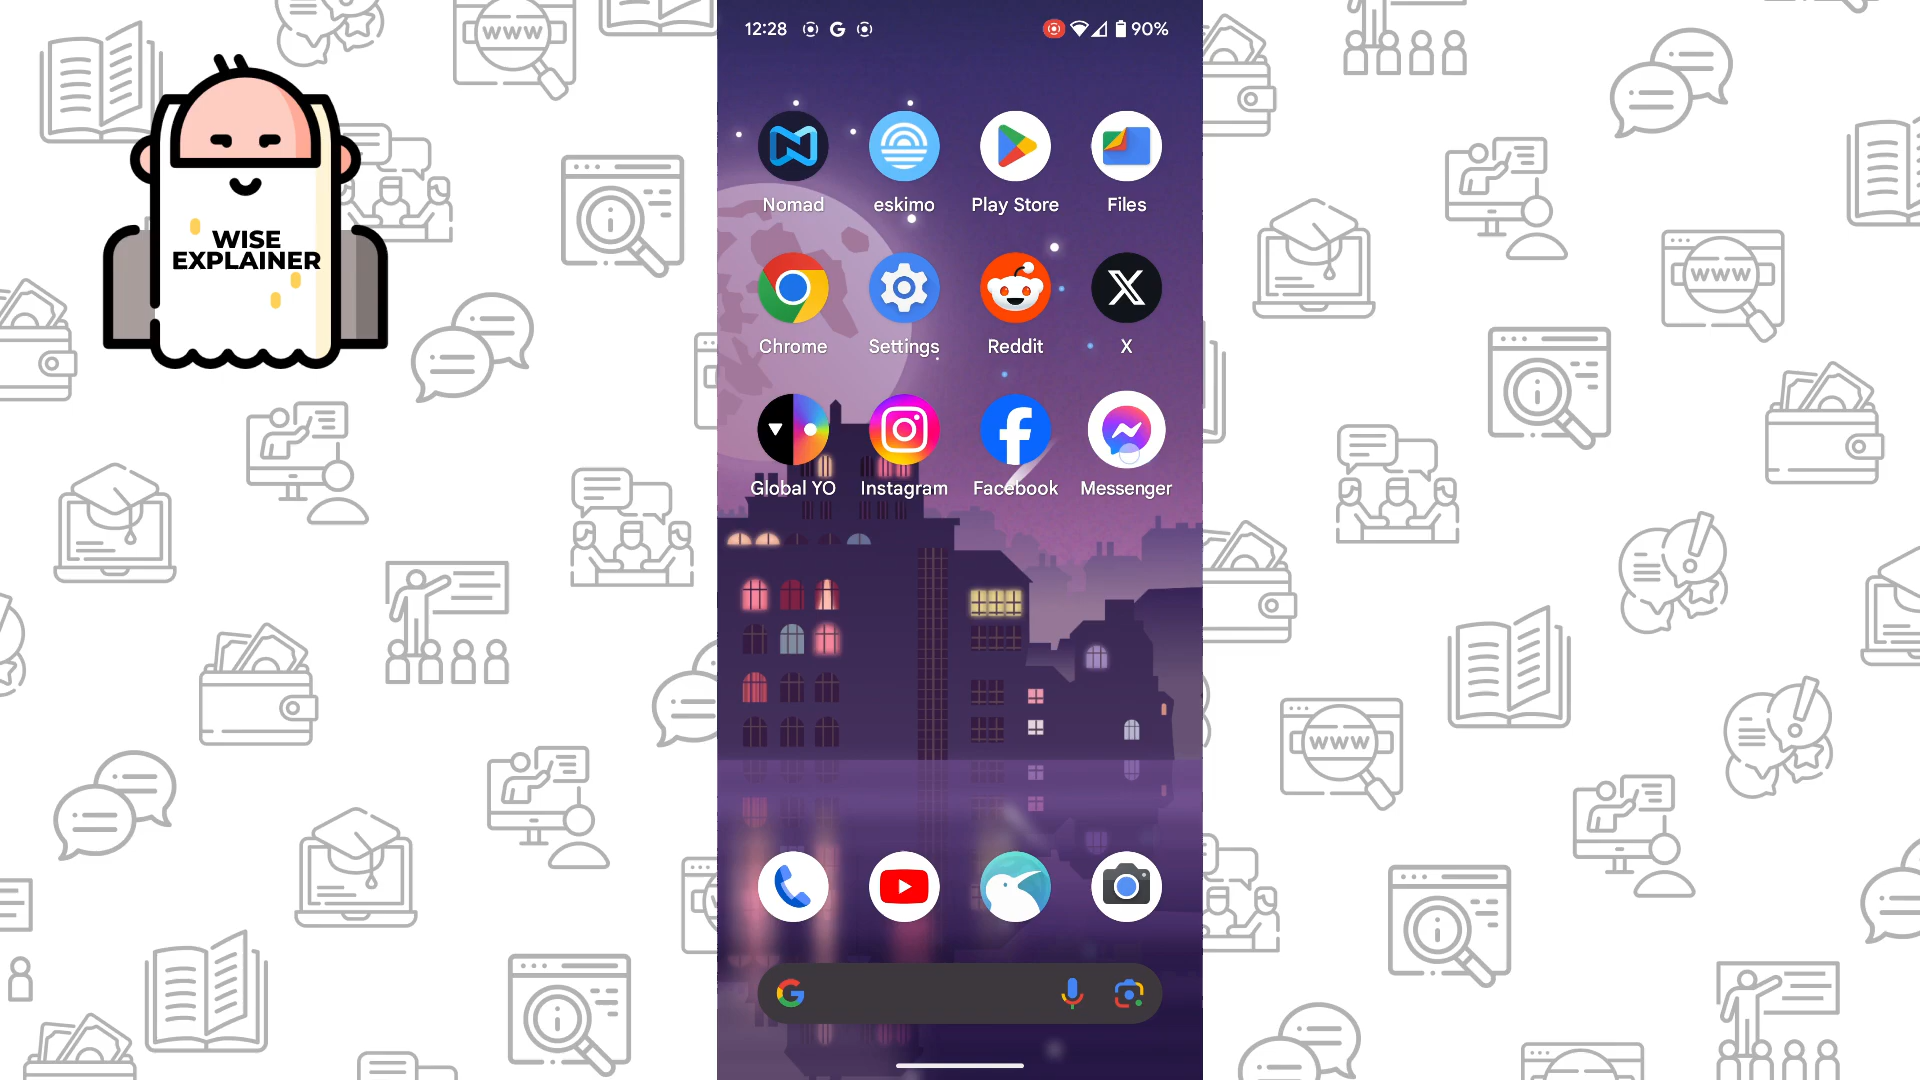 WWW
WISE
EXPLAINER
12:28
90%
Nomad
eskimo
Play Store
Files
Chrome
Settings
Reddit
X
Global YO
Instagram
Facebook
Messenger
WWW
WWW